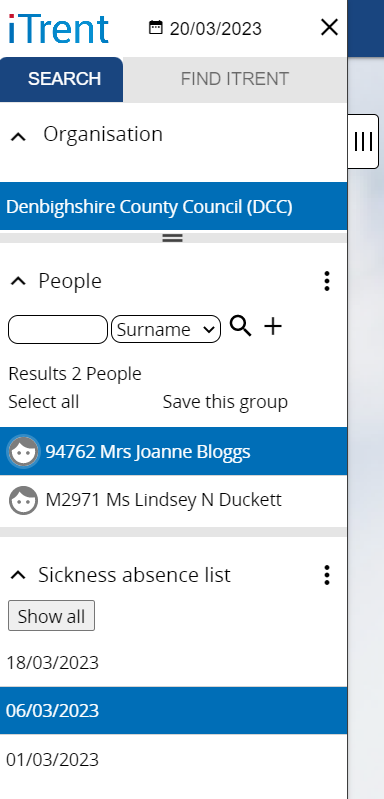 iTrent 20/03/2023
SEARCH FIND ITRENT
Organisation
Denbighshire County Council (DCC)
People
Surname
Results 2 People
Select all Save this group
94762 Mrs Joanne Bloggs
M2971 Ms Lindsey N Duckett
Sickness absence list
Show all
18/03/2023
06/03/2023
01/03/2023